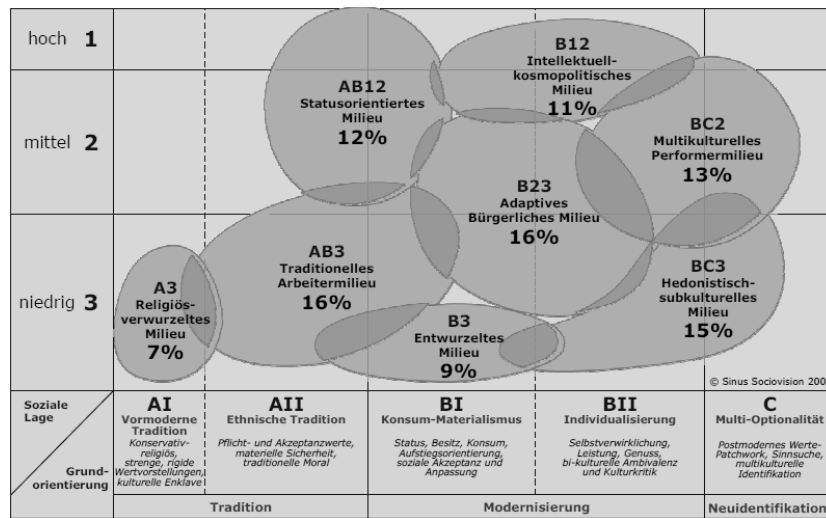 hoch 1
mittel 2
niedrig 3
B12
Intellektuell-
kosmopolitisches
Milieu
11%
AB12
Statusorientiertes
Milieu
12%
BC2
Multikulturelles
Performermilieu
13%
B23
Adaptives
Bürgerliches Milieu
16%
AB3
Traditionelles
Arbeitermilieu
16%
A3
Religiös-
verwurzeltes
Milieu
7%
BC3
Hedonistisch-
subkulturelles
Milieu
15%
B3
Entwurzeltes
Milieu
9%
© Sinus Sociovision 200
Soziale
Lage
Grund-
orientierung
AI
Vormoderne
Tradition
Konservativ-
religiös,
strenge, rigide
Wertvorstellungen,
kulturelle Enklave
AII
Ethnische Tradition
Pflicht- und Akzeptanzwerte,
materielle Sicherheit,
traditionelle Moral
BI
Konsum-Materialismus
Status, Besitz, Konsum,
Aufstiegsorientierung,
soziale Akzeptanz und
Anpassung
BII
Individualisierung
Selbstverwirklichung,
Leistung, Genuss,
bi-kulturelle Ambivalenz
und Kulturkritik
C
Multi-Optionalität
Postmodernes Werte-
Patchwork, Sinnsuche,
multikulturelle
Identifikation
Tradition
Modernisierung
Neuidentifikation